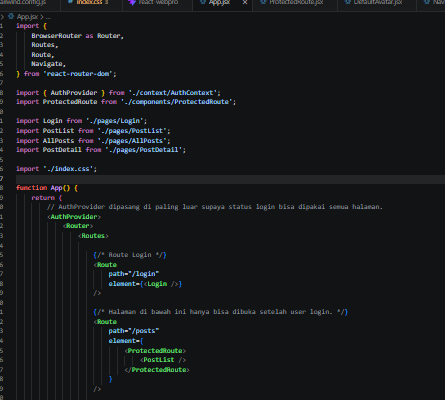 ailwind.config.js index.css 3 react-webpro App.jsx ProtectedRoute.jsx DefaultAvatar.jsx Nav
App.jsx > ...
import {
BrowserRouter as Router,
Routes,
Route,
Navigate,
} from 'react-router-dom';
import { AuthProvider } from './context/AuthContext';
import ProtectedRoute from './components/ProtectedRoute';
import Login from './pages/Login';
import PostList from './pages/PostList';
import AllPosts from './pages/AllPosts';
import PostDetail from './pages/PostDetail';
import './index.css';
function App() {
return (
// AuthProvider dipasang di paling luar supaya status login bisa dipakai semua halaman.
<AuthProvider>
<Router>
<Routes>
{/* Route Login */}
<Route
path="/login"
element={<Login />}
/>
{/* Halaman di bawah ini hanya bisa dibuka setelah user login. */}
<Route
path="/posts"
element={
<ProtectedRoute>
<PostList />
</ProtectedRoute>
}
/>